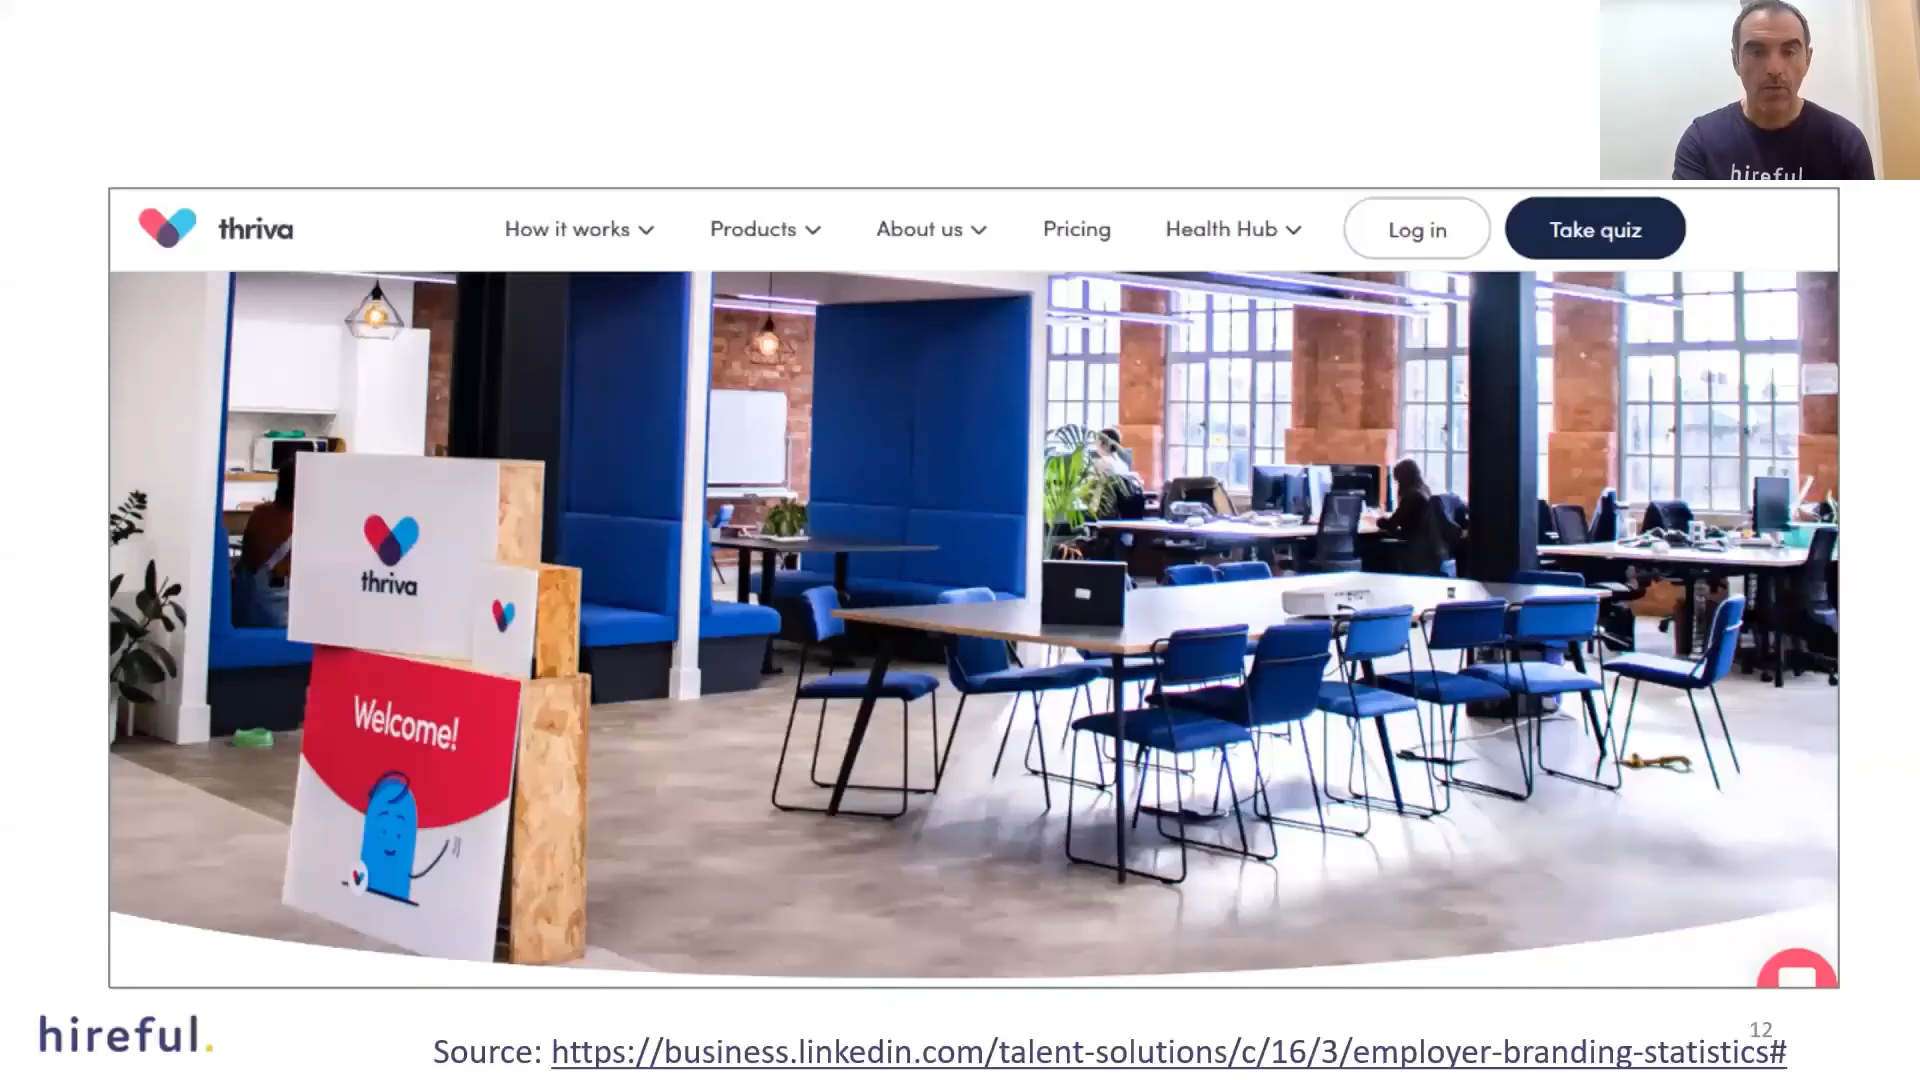 hireful
thriva
How it works
Products
About us
Pricing
Health Hub
Log in
Take quiz
thriva
Welcome!
hireful.
12
Source: https://business.linkedin.com/talent-solutions/c/16/3/employer-branding-statistics#